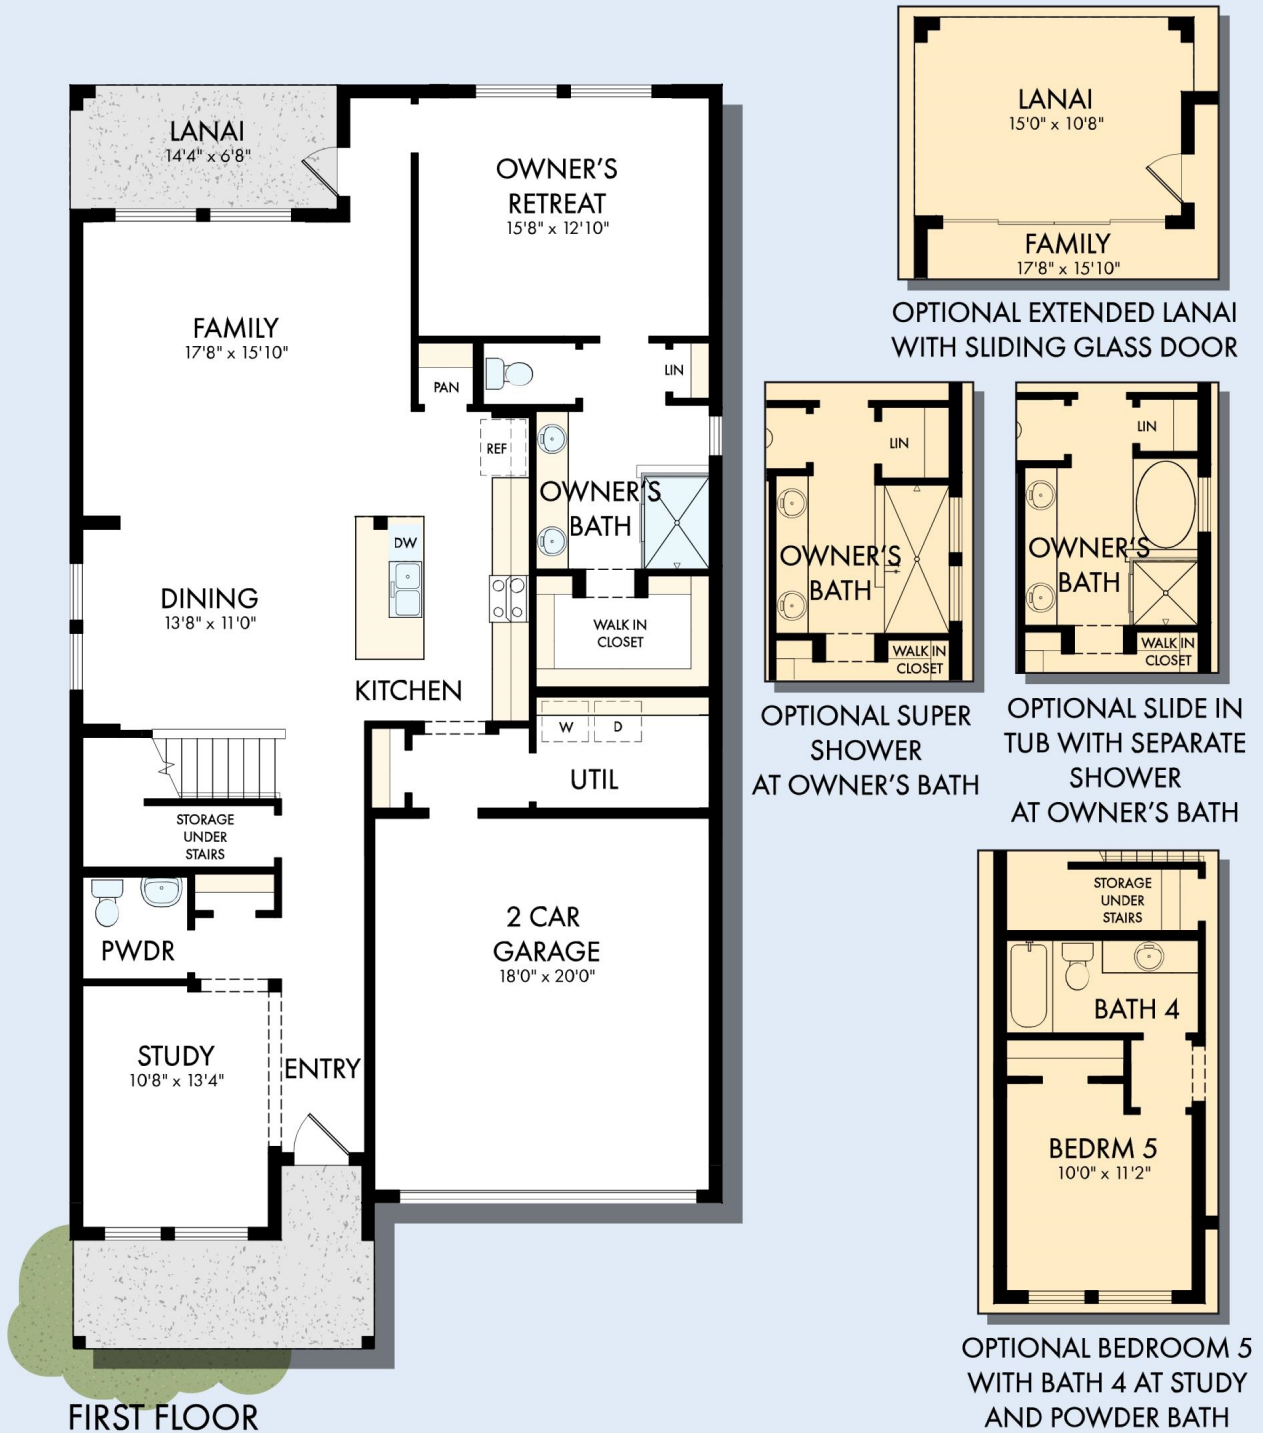 LANAI
14'4" x 6'8"
OWNER'S
RETREAT
15'8" x 12'10"
FAMILY
17'8" x 15'10"
PAN
LIN
REF
OWNER'S
BATH
DW
DINING
13'8" x 11'0"
WALK IN
CLOSET
KITCHEN
W
D
UTIL
STORAGE
UNDER
STAIRS
PWDR
2 CAR
GARAGE
18'0" x 20'0"
STUDY
10'8" x 13'4"
ENTRY
FIRST FLOOR
LANAI
15'0" x 10'8"
FAMILY
17'8" x 15'10"
OPTIONAL EXTENDED LANAI
WITH SLIDING GLASS DOOR
LIN
OWNER'S
BATH
WALK IN
CLOSET
OPTIONAL SUPER
SHOWER
AT OWNER'S BATH
LIN
OWNER'S
BATH
WALK IN
CLOSET
OPTIONAL SLIDE IN
TUB WITH SEPARATE
SHOWER
AT OWNER'S BATH
STORAGE
UNDER
STAIRS
BATH 4
BEDRM 5
10'0" x 11'2"
OPTIONAL BEDROOM 5
WITH BATH 4 AT STUDY
AND POWDER BATH